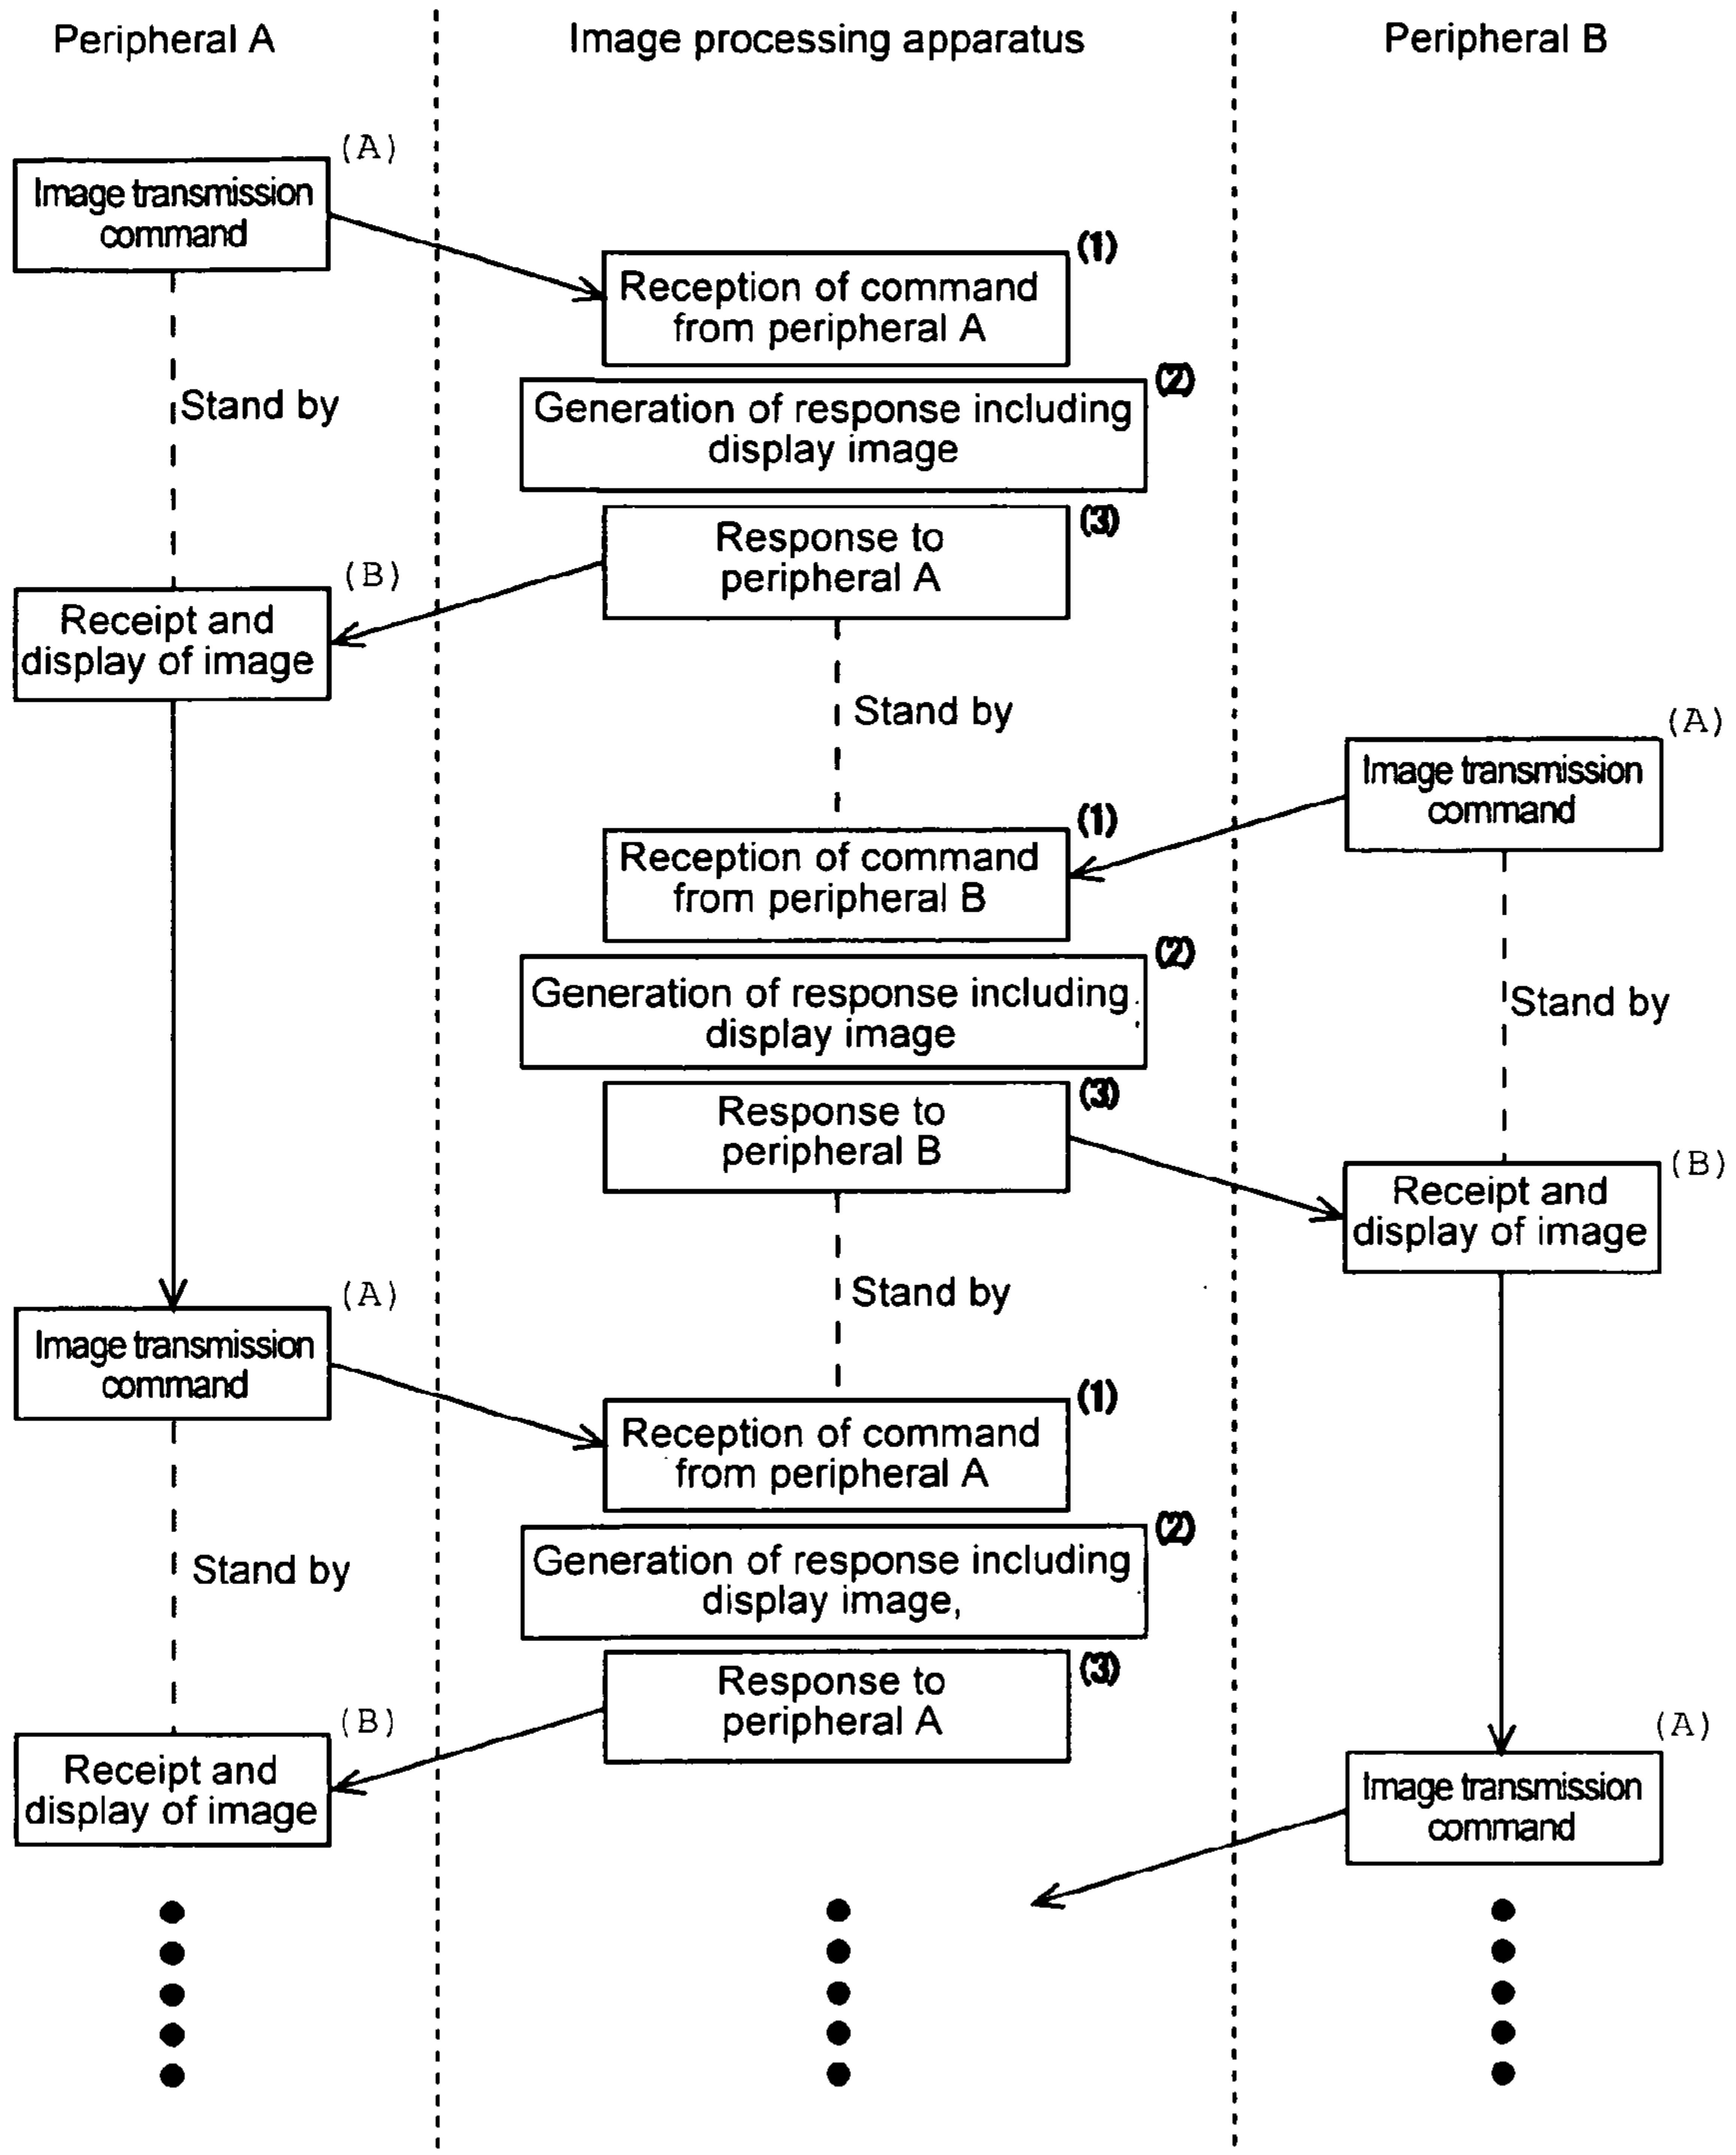 Peripheral A
Image processing apparatus
Peripheral B
(A)
Image transmission
command
(1)
Reception of command
from peripheral A
(2)
Generation of response including
display image
Stand by
(3)
Response to
peripheral A
(B)
Receipt and
display of image
Stand by
(A)
Image transmission
command
(1)
Reception of command
from peripheral B
(2)
Generation of response including
display image
Stand by
(3)
Response to
peripheral B
(B)
Receipt and
display of image
Stand by
(A)
Image transmission
command
(1)
Reception of command
from peripheral A
(2)
Generation of response including
display image,
Stand by
(3)
Response to
peripheral A
(B)
Receipt and
display of image
(A)
Image transmission
command